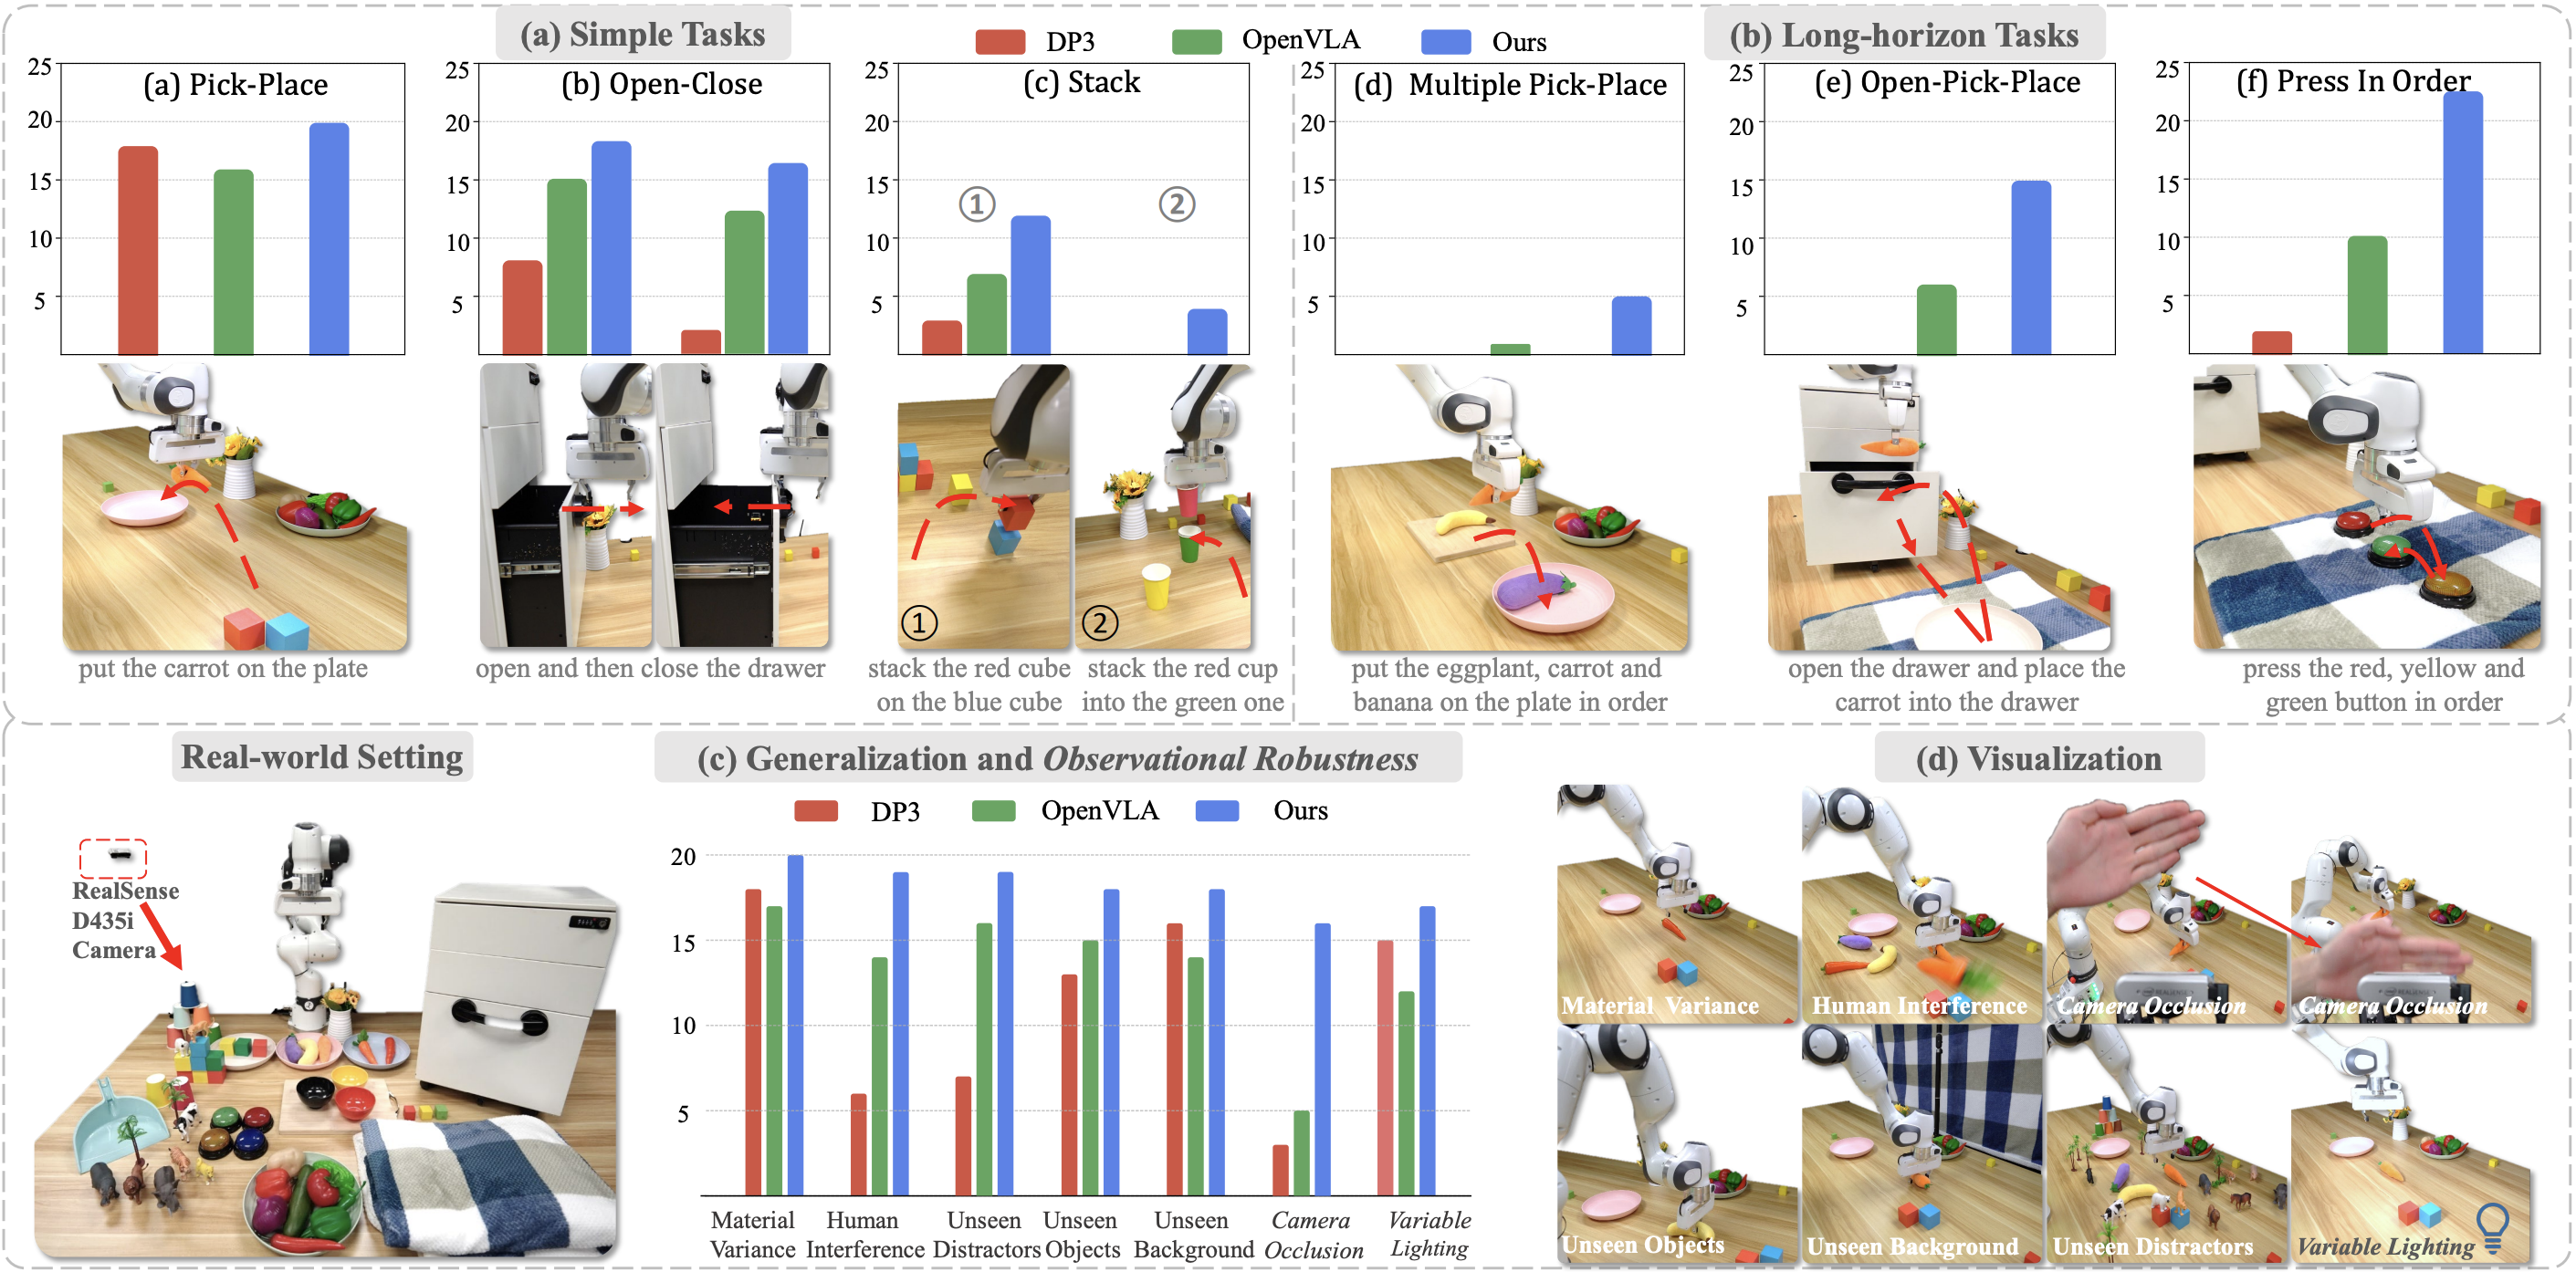 (a) Simple Tasks
DP3
OpenVLA
Ours
(b) Long-horizon Tasks
(a) Pick-Place
25
20
15
10
5
(b) Open-Close
25
20
15
10
5
(c) Stack
25
20
15
10
5
①
②
(d) Multiple Pick-Place
25
20
15
10
5
(e) Open-Pick-Place
25
20
15
10
5
(f) Press In Order
25
20
15
10
5
①
②
put the carrot on the plate
open and then close the drawer
stack the red cube
on the blue cube
stack the red cup
into the green one
put the eggplant, carrot and
banana on the plate in order
open the drawer and place the
carrot into the drawer
press the red, yellow and
green button in order
Real-world Setting
RealSense
D435i
Camera
(c) Generalization and Observational Robustness
DP3
OpenVLA
Ours
20
15
10
5
Material
Variance
Human
Interference
Unseen
Distractors
Unseen
Objects
Unseen
Background
Camera
Occlusion
Variable
Lighting
(d) Visualization
Material Variance
Human Interference
Camera Occlusion
Camera Occlusion
Unseen Objects
Unseen Background
Unseen Distractors
Variable Lighting